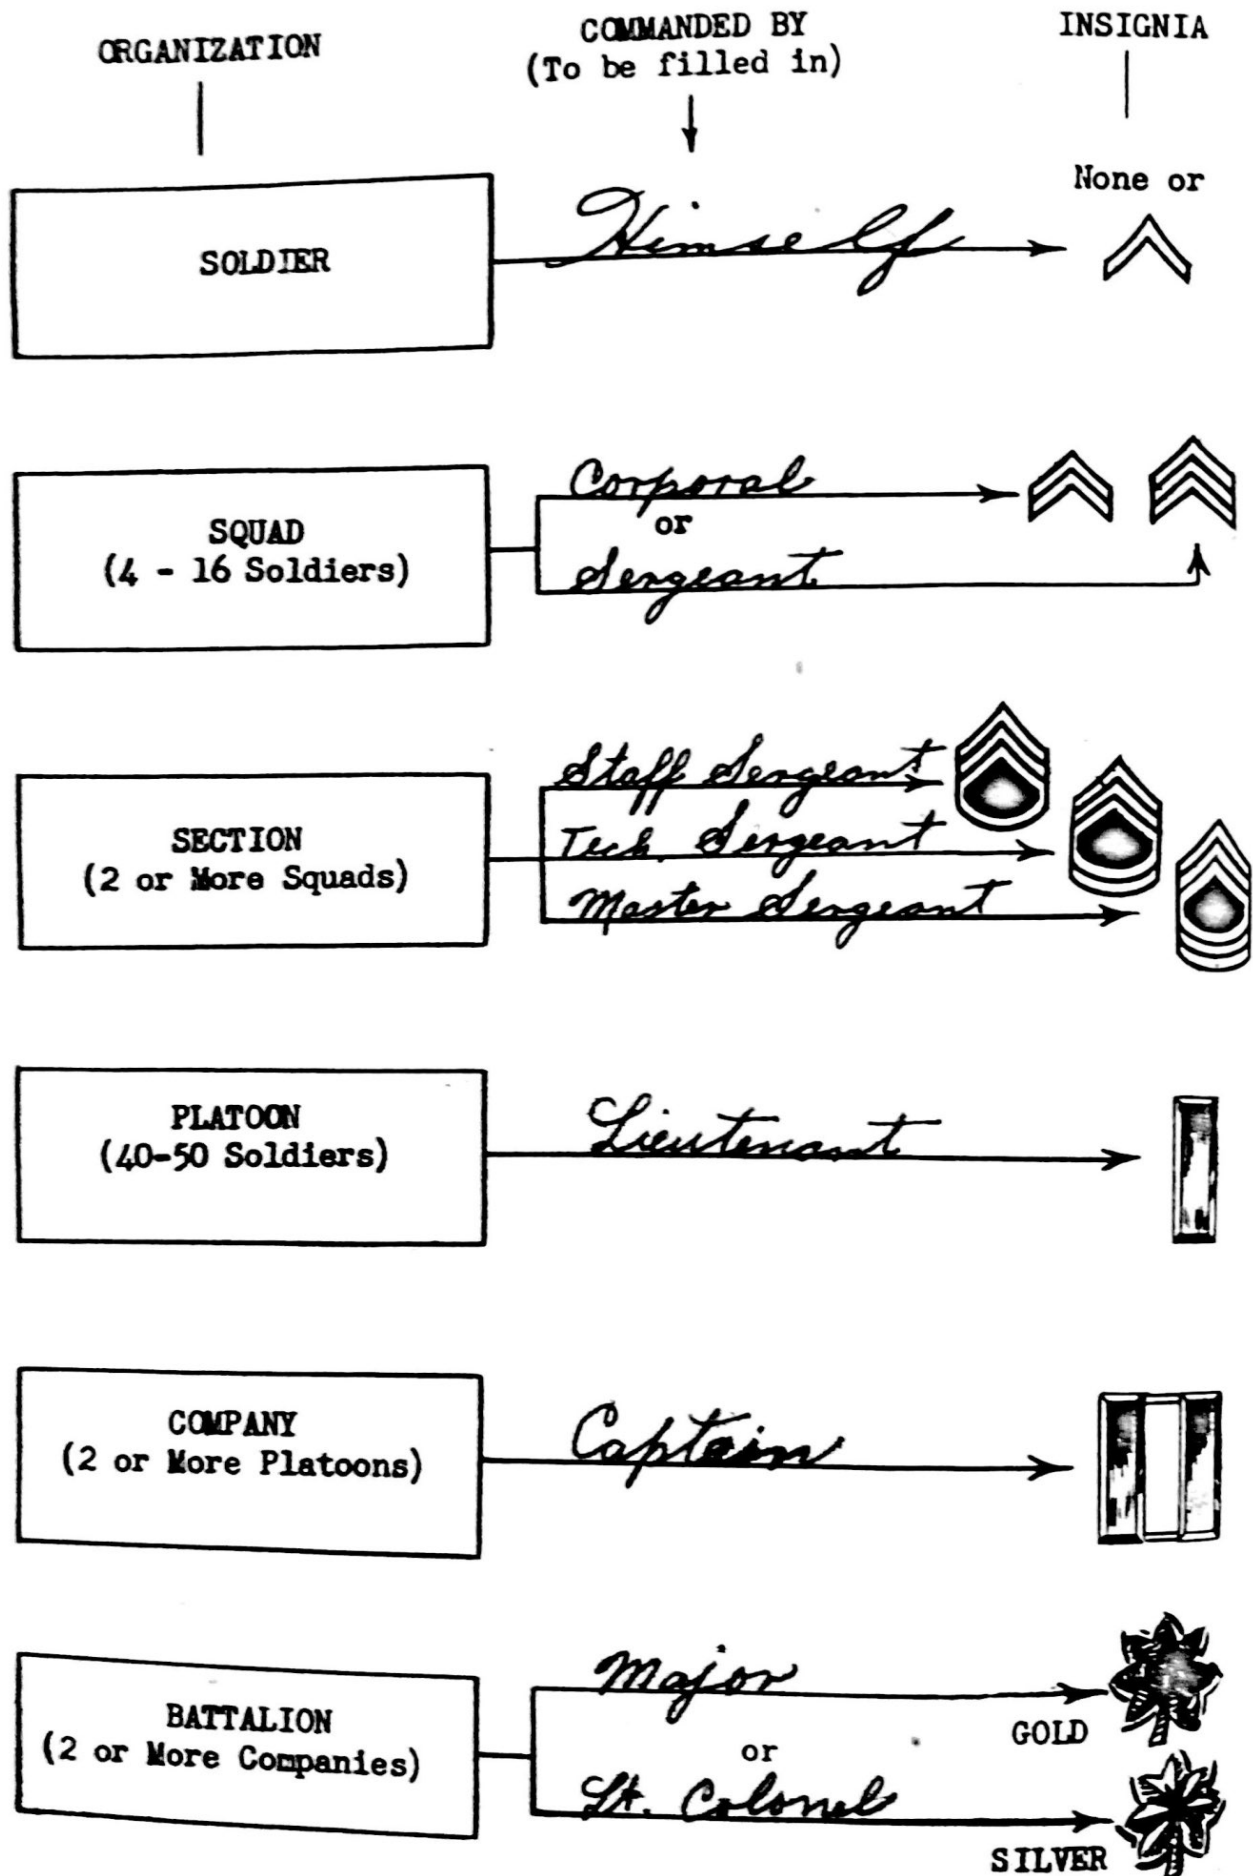 ORGANIZATION
COMMANDED BY
(To be filled in)
INSIGNIA
SOLDIER
Himself
None or
SQUAD
(4 - 16 Soldiers)
Corporal
or
Sergeant
SECTION
(2 or More Squads)
Staff Sergeant
Tech. Sergeant
Master Sergeant
PLATOON
(40-50 Soldiers)
Lieutenant
COMPANY
(2 or More Platoons)
Captain
BATTALION
(2 or More Companies)
Major
GOLD
or
Lt. Colonel
SILVER